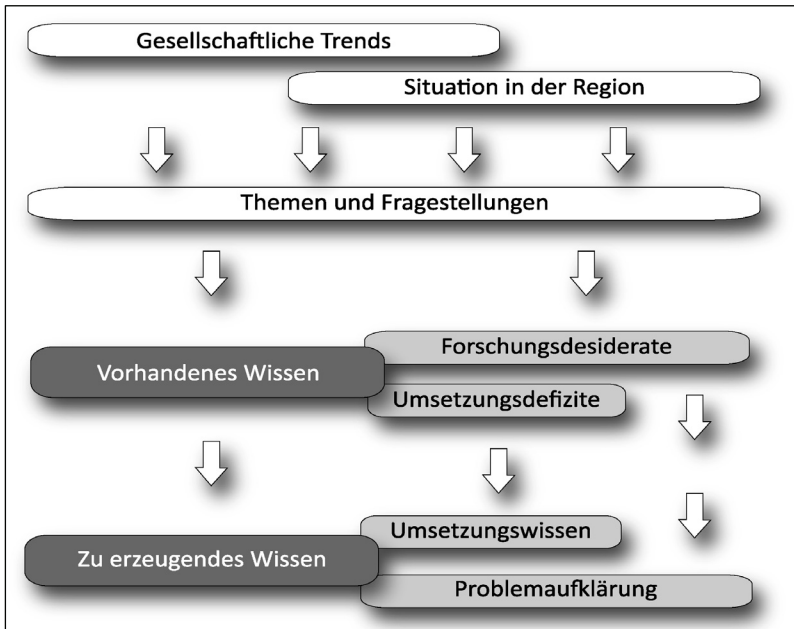 Gesellschaftliche Trends
Situation in der Region
Themen und Fragestellungen
Vorhandenes Wissen
Forschungsdesiderate
Umsetzungsdefizite
Umsetzungswissen
Zu erzeugendes Wissen
Problemaufklärung